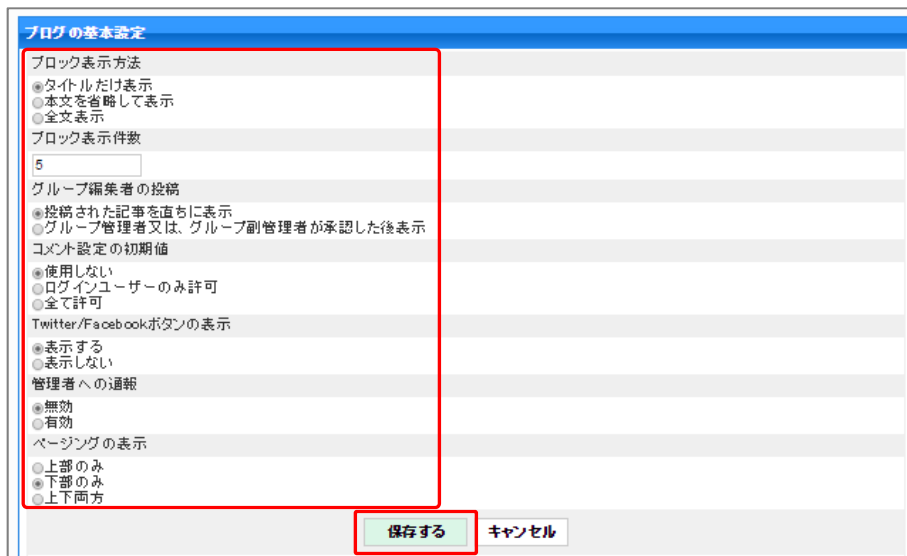 ブログの基本設定
ブロック表示方法
タイトルだけ表示
本文を省略して表示
全文表示
ブロック表示件数
5
グループ編集者の投稿
投稿された記事を直ちに表示
グループ管理者又は、グループ副管理者が承認した後表示
コメント設定の初期値
使用しない
ログインユーザーのみ許可
全て許可
Twitter/Facebookボタンの表示
表示する
表示しない
管理者への通報
無効
有効
ページングの表示
上部のみ
下部のみ
上下両方
保存する キャンセル